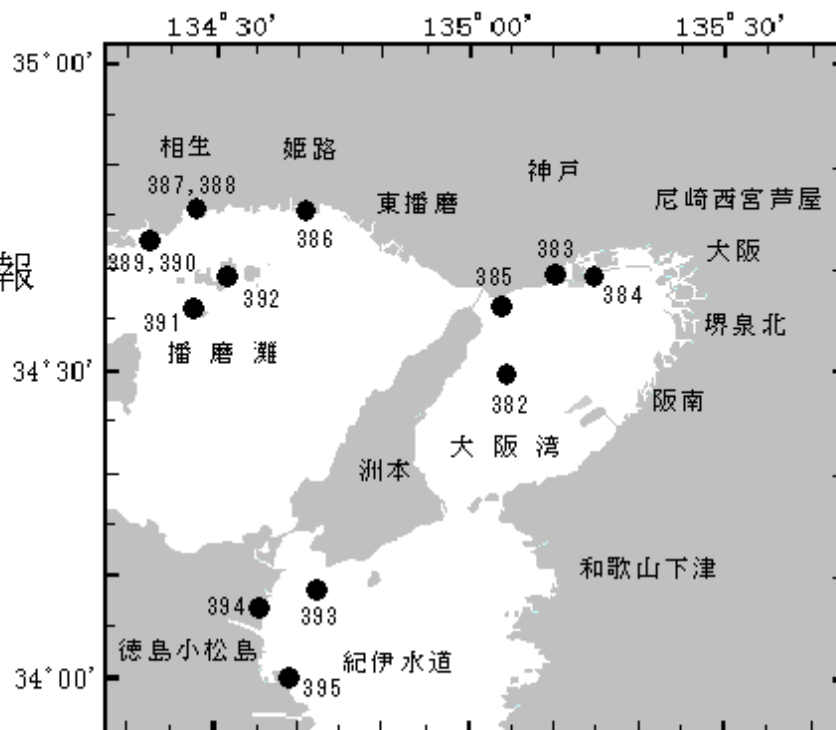 134°30' 135°00' 135°30'
35°00'
相生 姫路 神戸
387,388 東播磨 尼崎西宮芦屋
386 383 大阪
報 389,390 392 385 384
391 堺泉北
播磨灘
34°30' 382 阪南
大阪湾
洲本
和歌山下津
394 393
徳島小松島 紀伊水道
34°00' 395